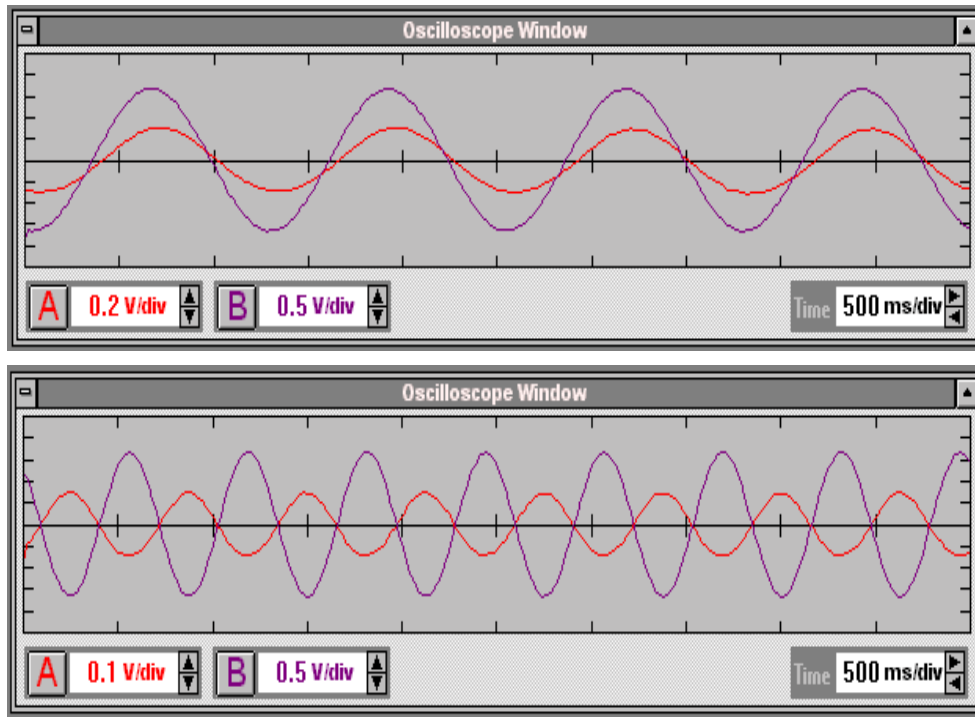 Oscilloscope Window
A 0.2 V/div B 0.5 V/div Time 500 ms/div
Oscilloscope Window
A 0.1 V/div B 0.5 V/div Time 500 ms/div